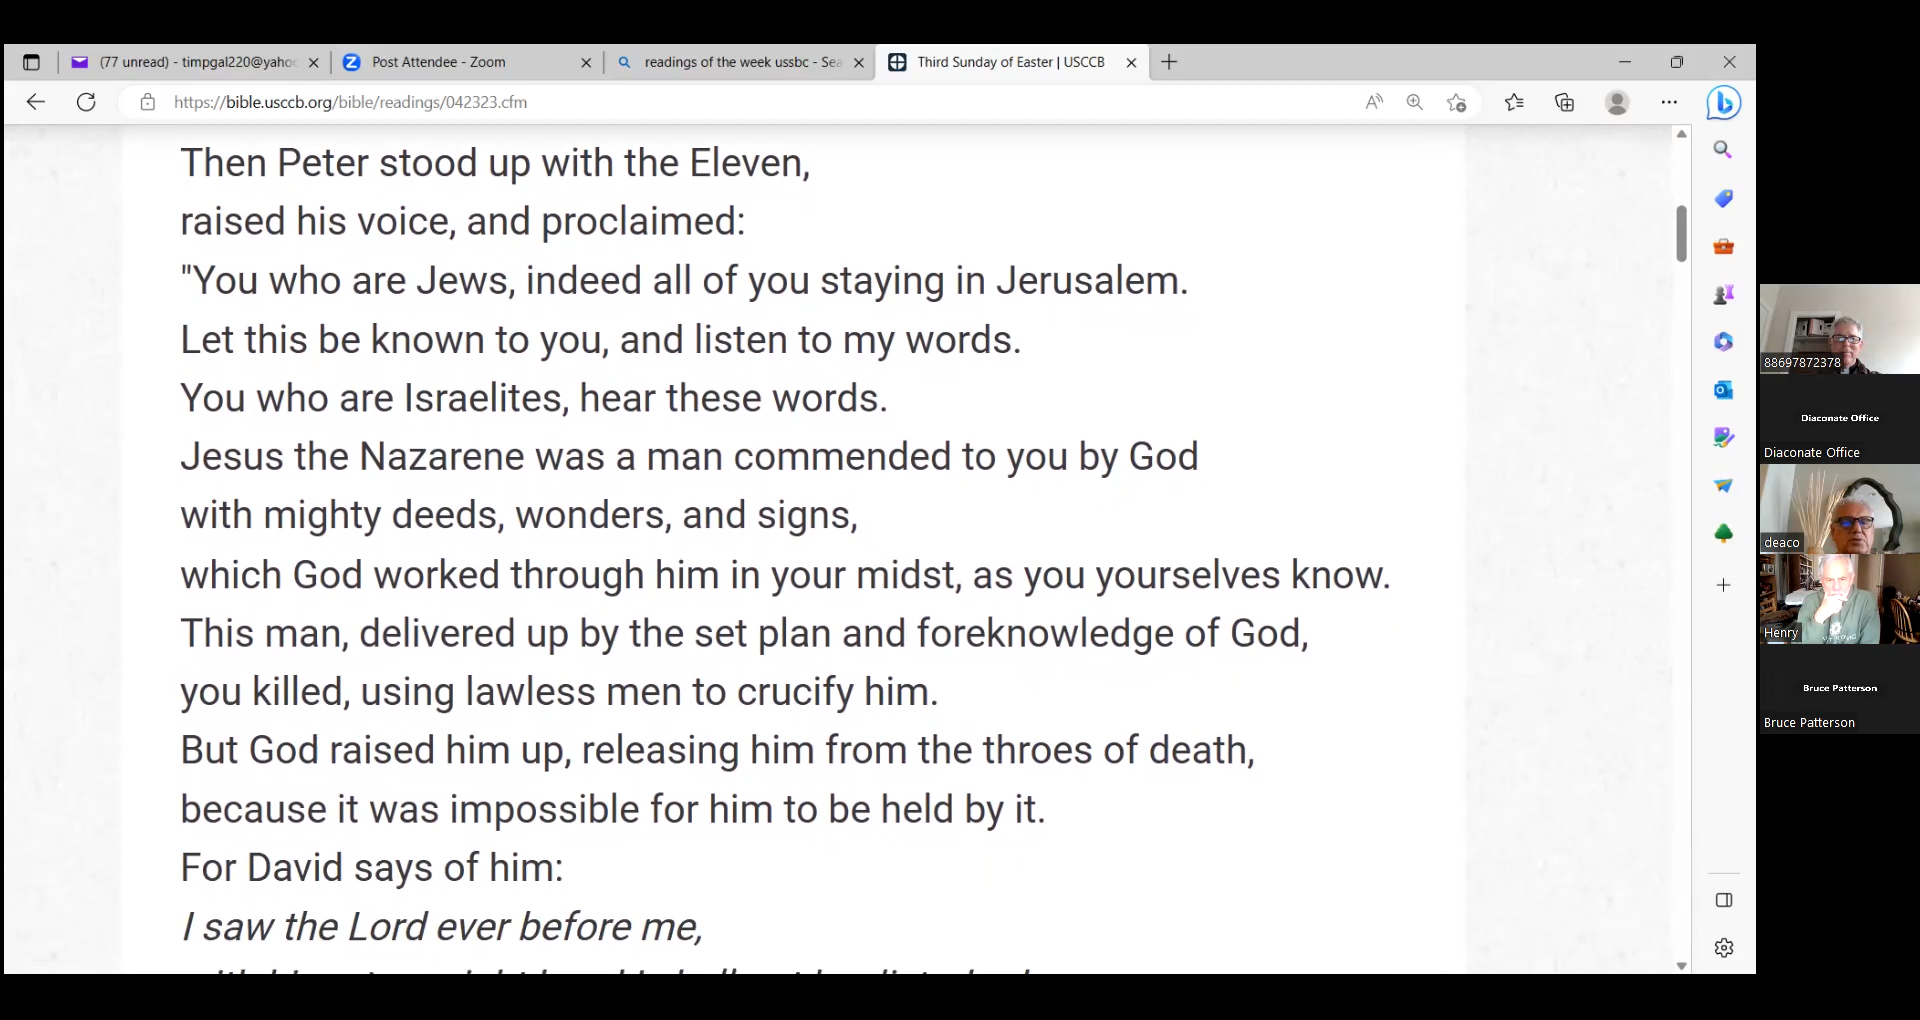 (77 unread) - timpgal220@yaho
Post Attendee - Zoom
readings of the week ussbc - Sea
Third Sunday of Easter | USCCB
https://bible.usccb.org/bible/readings/042323.cfm
Then Peter stood up with the Eleven,
raised his voice, and proclaimed:
"You who are Jews, indeed all of you staying in Jerusalem.
Let this be known to you, and listen to my words.
You who are Israelites, hear these words.
Jesus the Nazarene was a man commended to you by God
with mighty deeds, wonders, and signs,
which God worked through him in your midst, as you yourselves know.
This man, delivered up by the set plan and foreknowledge of God,
you killed, using lawless men to crucify him.
But God raised him up, releasing him from the throes of death,
because it was impossible for him to be held by it.
For David says of him:
I saw the Lord ever before me,
88697872378
Diaconate Office
Diaconate Office
deaco
Henry
Bruce Patterson
Bruce Patterson